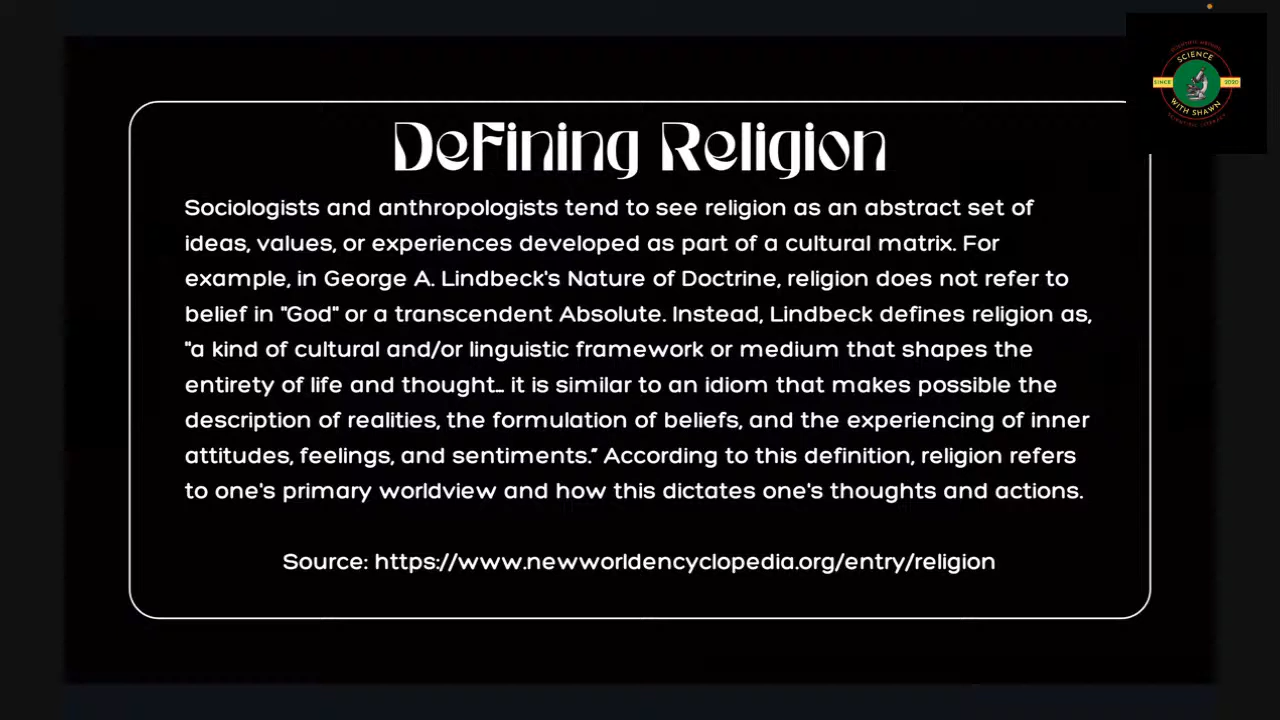 DeFining Religion
Sociologists and anthropologists tend to see religion as an abstract set of
ideas, values, or experiences developed as part of a cultural matrix. For
example, in George A. Lindbeck's Nature of Doctrine, religion does not refer to
belief in "God" or a transcendent Absolute. Instead, Lindbeck defines religion as,
"a kind of cultural and/or linguistic framework or medium that shapes the
entirety of life and thought... it is similar to an idiom that makes possible the
description of realities, the formulation of beliefs, and the experiencing of inner
attitudes, feelings, and sentiments." According to this definition, religion refers
to one's primary worldview and how this dictates one's thoughts and actions.
Source: https://www.newworldencyclopedia.org/entry/religion
SCIENCE
SINCE 2020
WITH SHAWN
SCIENTIFIC LITERACY